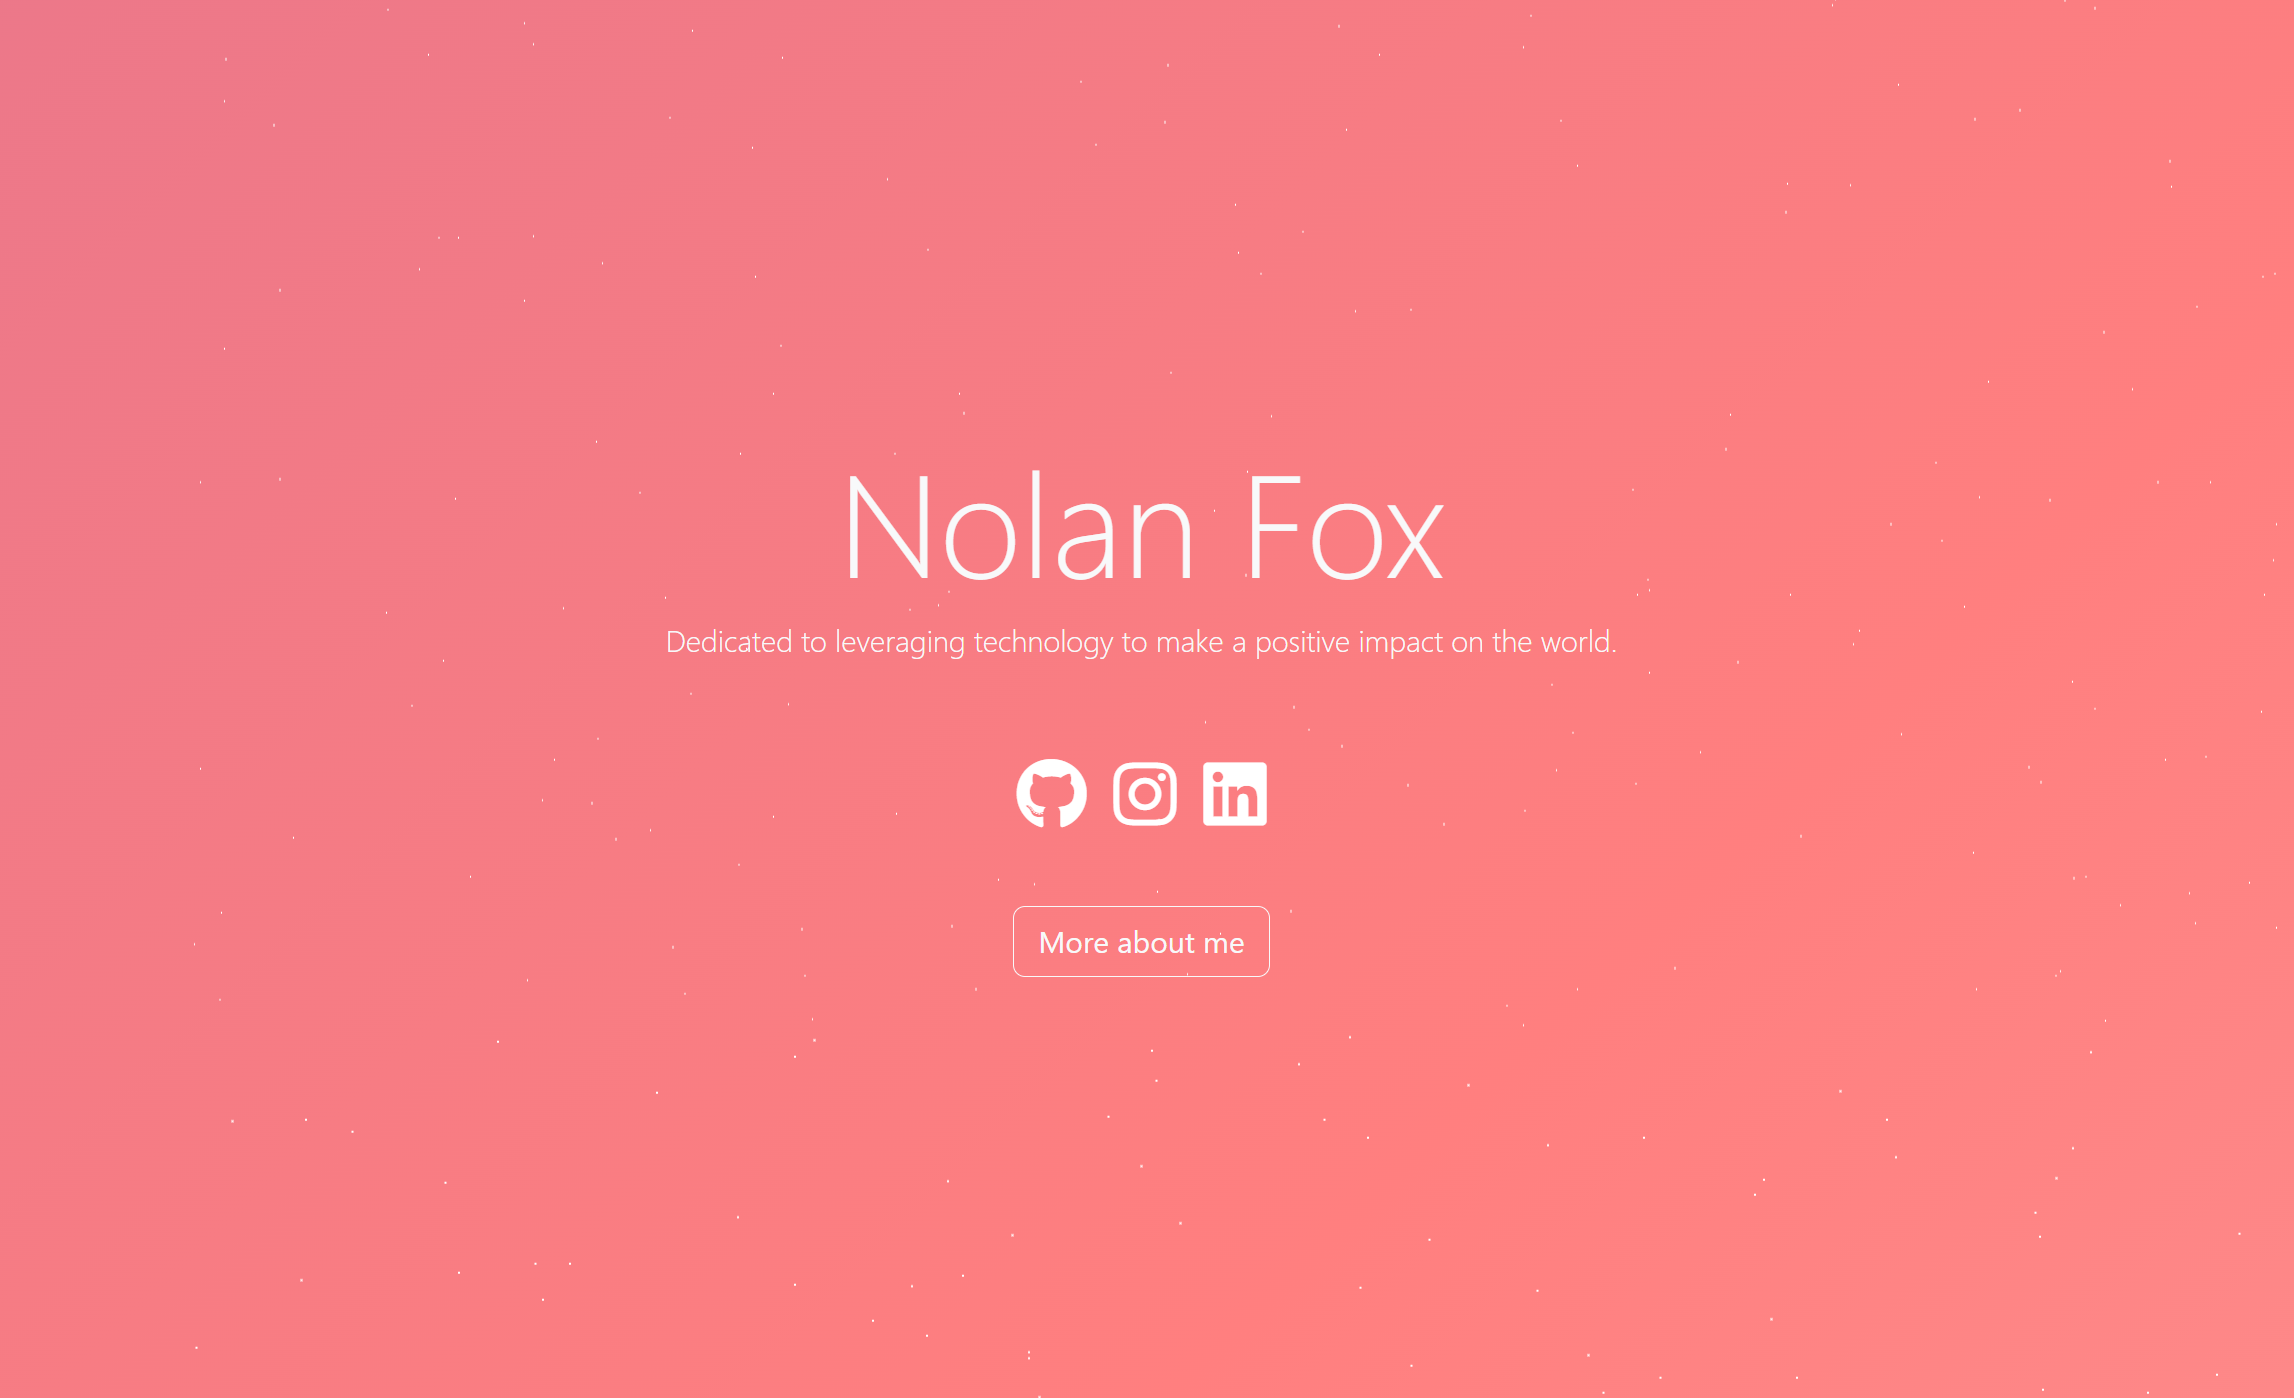 Nolan Fox
Dedicated to leveraging technology to make a positive impact on the world.
in
More about me